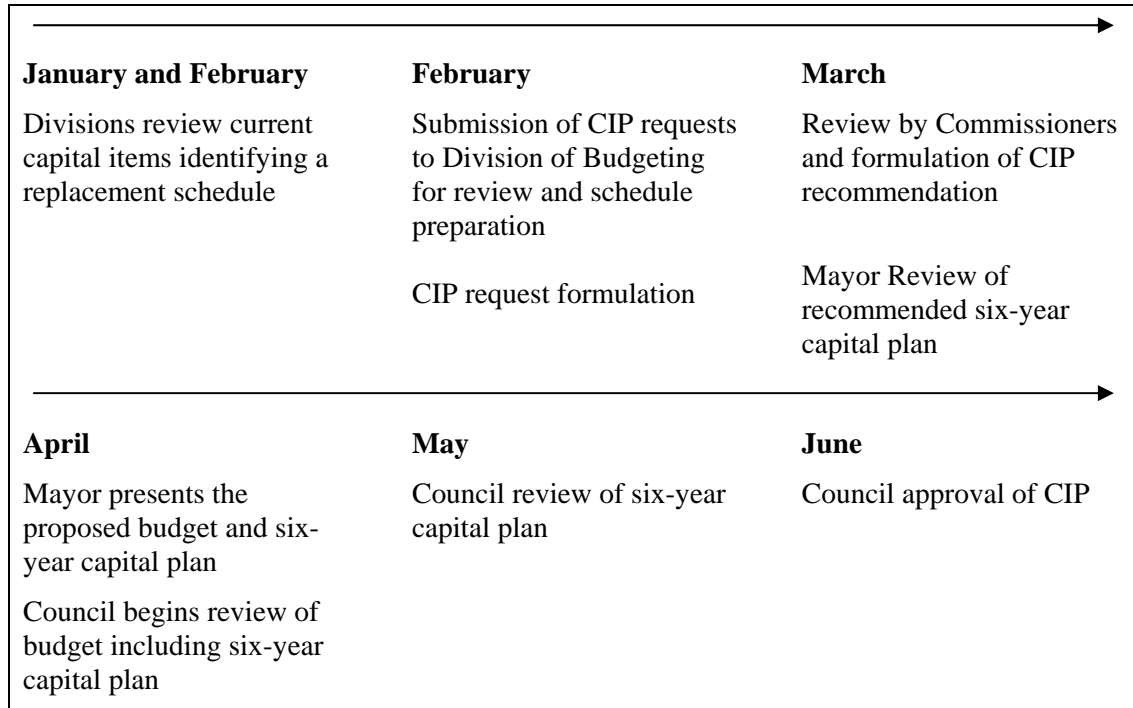 January and February
Divisions review current
capital items identifying a
replacement schedule
February
Submission of CIP requests
to Division of Budgeting
for review and schedule
preparation
CIP request formulation
March
Review by Commissioners
and formulation of CIP
recommendation
Mayor Review of
recommended six-year
capital plan
April
Mayor presents the
proposed budget and six-
year capital plan
Council begins review of
budget including six-year
capital plan
May
Council review of six-year
capital plan
June
Council approval of CIP